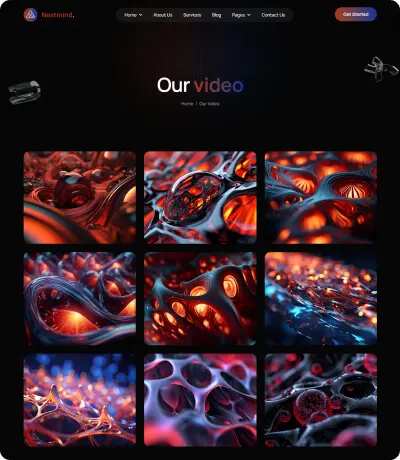 Nextmind.
Home
About Us
Services
Blog
Pages
Contact Us
Get Started
Our video
Home / Our Video